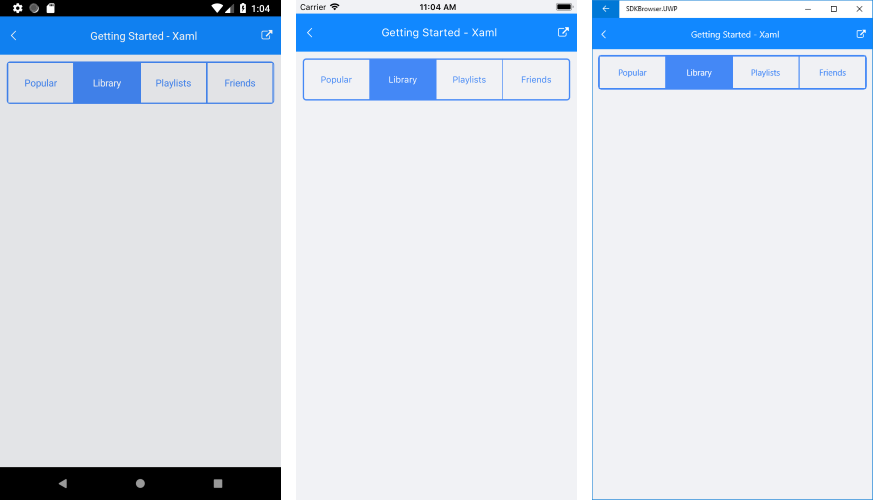 1:04
Getting Started - Xaml
Popular Library Playlists Friends
Carrier 11:04 AM
Getting Started - Xaml
Popular Library Playlists Friends
SDKBrowser.UWP
Getting Started - Xaml
Popular Library Playlists Friends